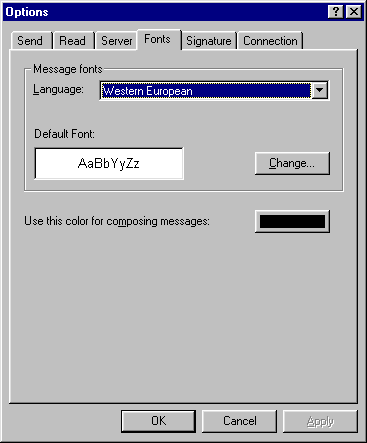 Options
Send Read Server Fonts Signature Connection
Message fonts
Language: Western European
Default Font:
AaBbYyZz
Change...
Use this color for composing messages:
OK Cancel Apply